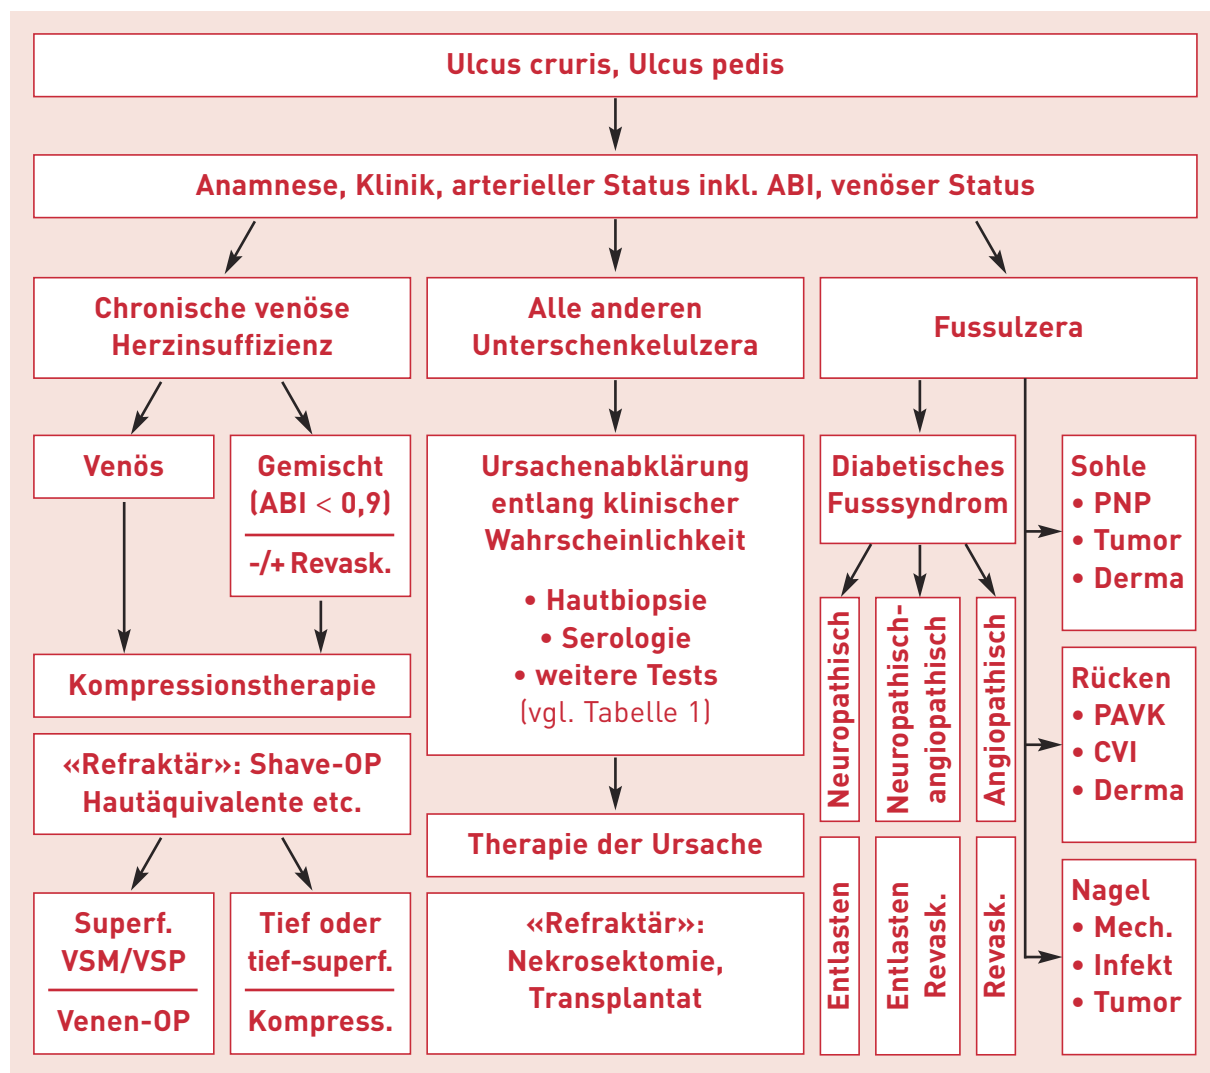 Ulcus cruris, Ulcus pedis
Anamnese, Klinik, arterieller Status inkl. ABI, venöser Status
Chronische venöse
Herzinsuffizienz
Venös
Gemischt
(ABI < 0,9)
-/+ Revask.
Kompressionstherapie
«Refraktär»: Shave-OP
Hautäquivalente etc.
Superf.
VSM/VSP
Venen-OP
Tief oder
tief-superf.
Kompress.
Alle anderen
Unterschenkelulzera
Ursachenabklärung
entlang klinischer
Wahrscheinlichkeit
• Hautbiopsie
• Serologie
• weitere Tests
(vgl. Tabelle 1)
Therapie der Ursache
«Refraktär»:
Nekrosektomie,
Transplantat
Fussulzera
Diabetisches
Fusssyndrom
Neuropathisch
Neuropathisch-
angiopathisch
Angiopathisch
Entlasten
Entlasten
Revask.
Revask.
Sohle
• PNP
• Tumor
• Derma
Rücken
• PAVK
• CVI
• Derma
Nagel
• Mech.
• Infekt
• Tumor